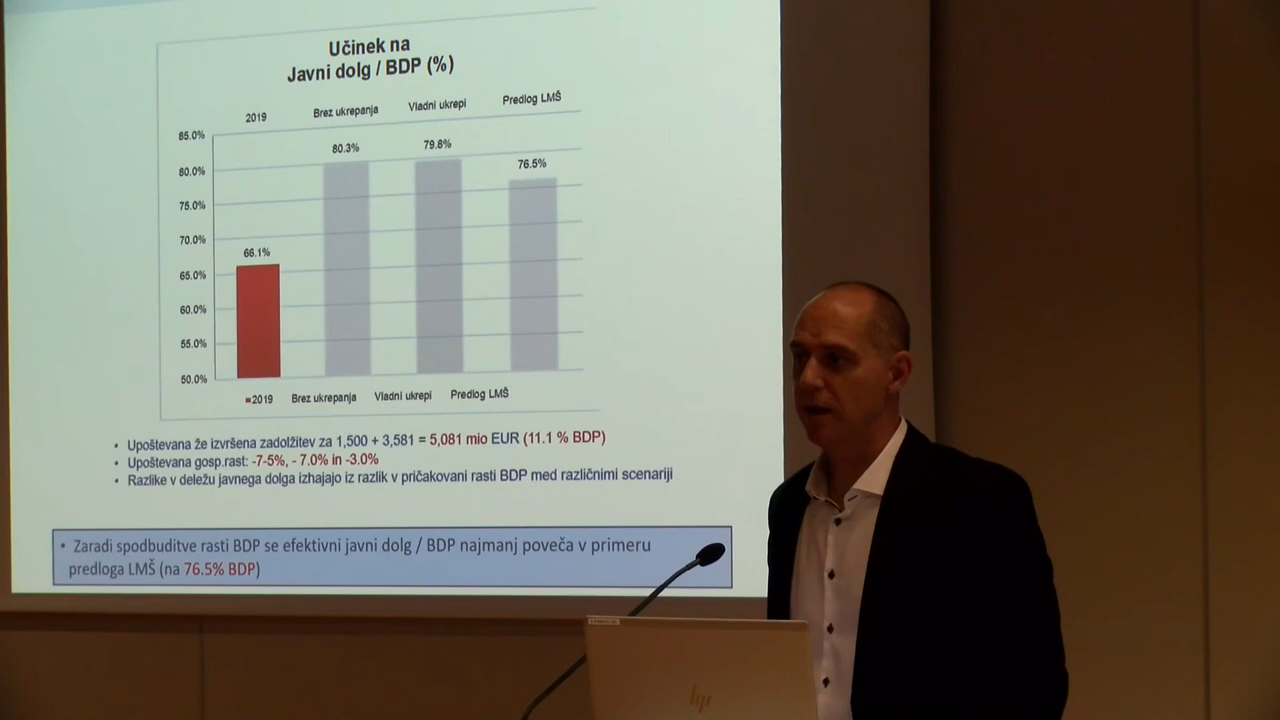 Učinek na
Javni dolg / BDP (%)
2019 Brez ukrepanja Vladni ukrepi Predlog LMŠ
85.0%
80.0%
75.0%
70.0%
65.0%
60.0%
55.0%
50.0%
66.1%
80.3%
79.8%
76.5%
2019 Brez ukrepanja Vladni ukrepi Predlog LMŠ
• Upoštevana že izvršena zadolžitev za 1,500 + 3,581 = 5,081 mio EUR (11.1 % BDP)
• Upoštevana gosp.rast: -7-5%, - 7.0% in -3.0%
• Razlike v deležu javnega dolga izhajajo iz razlik v pričakovani rasti BDP med različnimi scenariji
• Zaradi spodbuditve rasti BDP se efektivni javni dolg / BDP najmanj poveča v primeru
predloga LMŠ (na 76.5% BDP)
hp